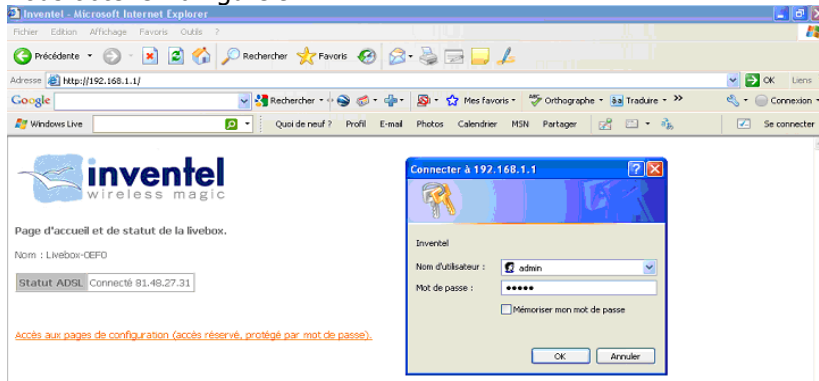 Inventel - Microsoft Internet Explorer
Fichier Edition Affichage Favoris Outils ?
Précédente Rechercher Favoris
Adresse http://192.168.1.1/ OK Liens
Google Rechercher Mes favoris ABC Orthographe Traduire » Connexion
Windows Live Quoi de neuf ? Profil E-mail Photos Calendrier MSN Partager Se connecter
inventel
wireless magic
Page d'accueil et de statut de la livebox.
Nom : Livebox-0EF0
Statut ADSL Connecté 81.48.27.31
Accès aux pages de configuration (accès réservé, protégé par mot de passe).
Connecter à 192.168.1.1
Inventel
Nom d'utilisateur : admin
Mot de passe : •••••
Mémoriser mon mot de passe
OK Annuler